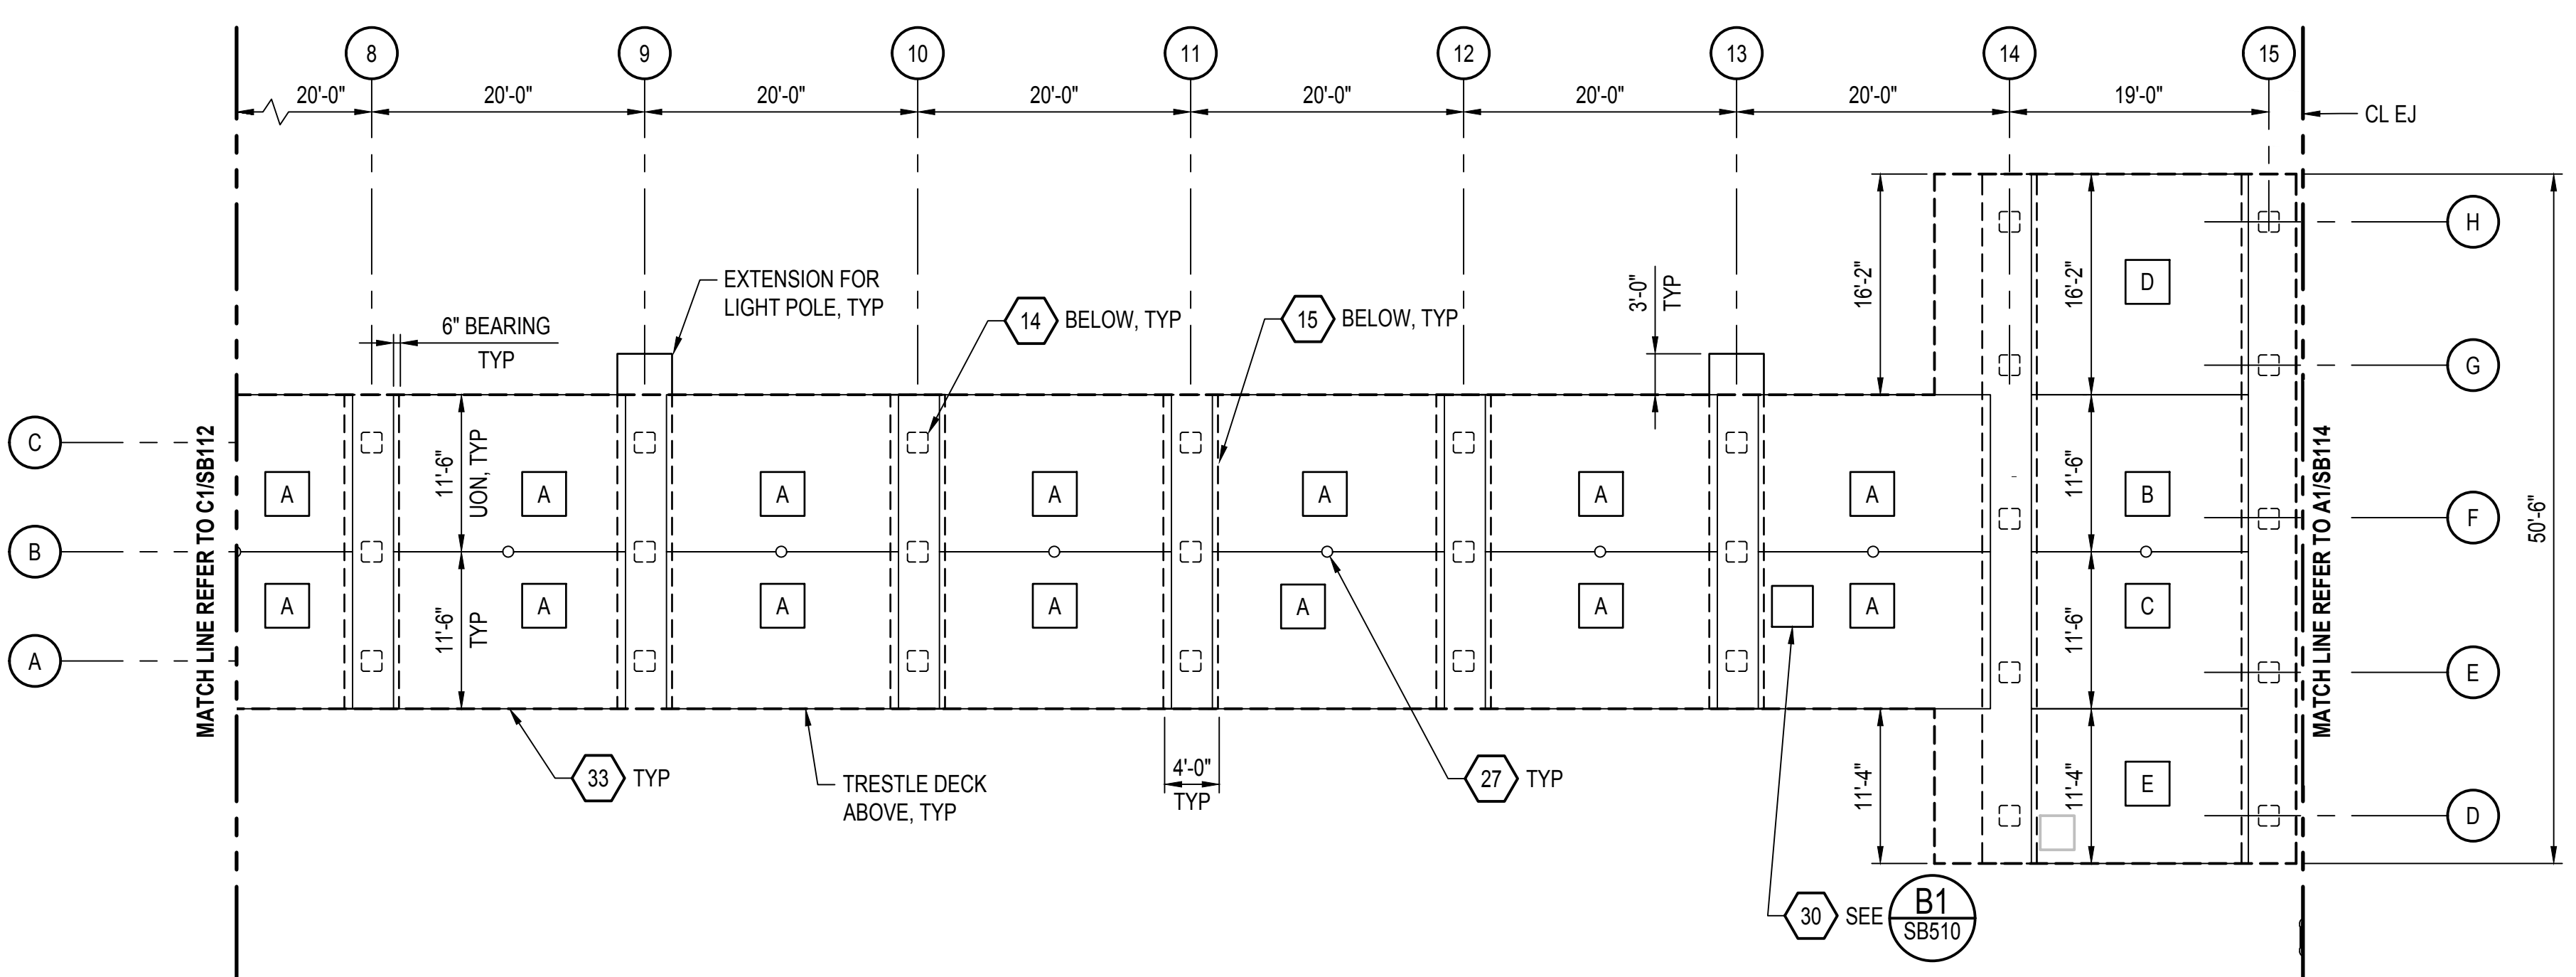 8 9 10 11 12 13 14 15
20'-0" 20'-0" 20'-0" 20'-0" 20'-0" 20'-0" 20'-0" 19'-0"
CL EJ
H
EXTENSION FOR
LIGHT POLE, TYP
3'-0"
TYP
16'-2"
16'-2"
D
6" BEARING
TYP
14 BELOW, TYP
15 BELOW, TYP
G
C
MATCH LINE REFER TO C1/SB112
11'-6"
UON, TYP
A A A A A A A
11'-6"
B
MATCH LINE REFER TO A1/SB114
50'-6"
F
B
A A A A A A A
11'-6"
TYP
11'-6"
C
A
E
33 TYP
TRESTLE DECK
ABOVE, TYP
4'-0"
TYP
27 TYP
11'-4"
11'-4"
E
D
30 SEE
B1
SB510